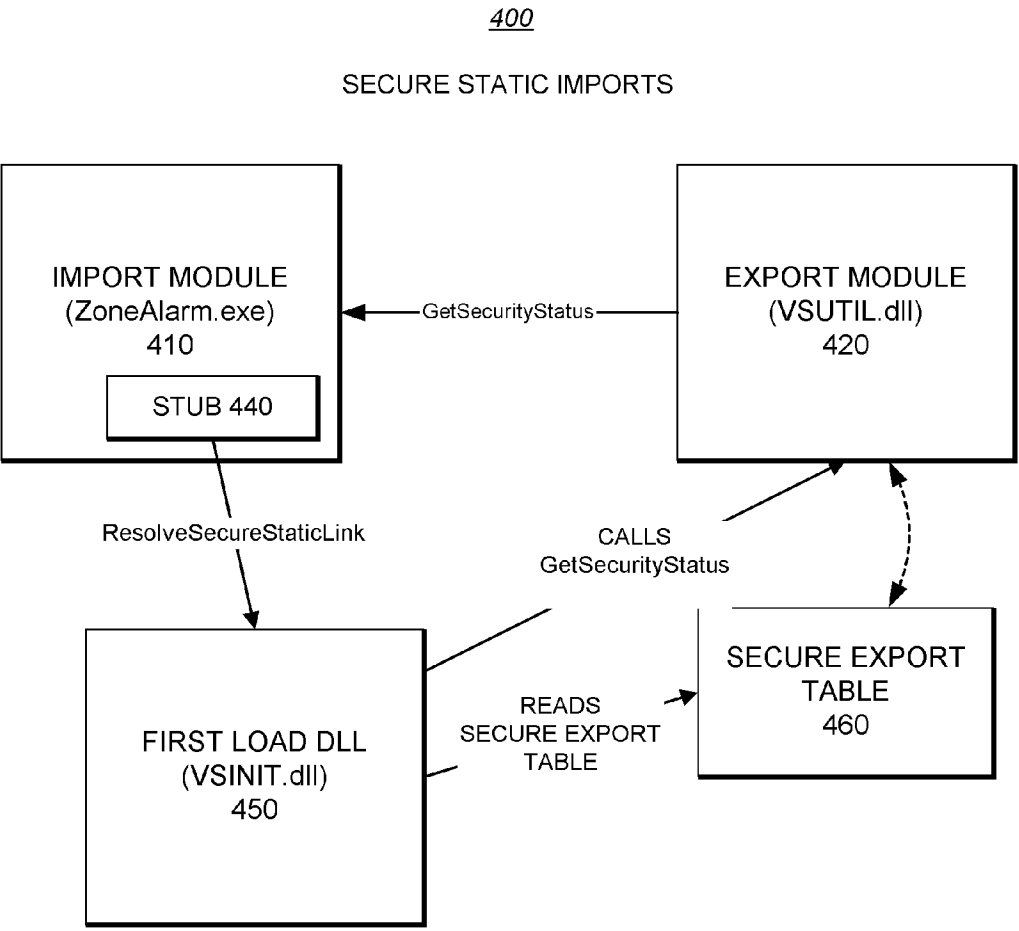 400
SECURE STATIC IMPORTS
IMPORT MODULE
(ZoneAlarm.exe)
410
STUB 440
GetSecurityStatus
EXPORT MODULE
(VSUTIL.dll)
420
ResolveSecureStaticLink
CALLS
GetSecurityStatus
FIRST LOAD DLL
(VSINIT.dll)
450
READS
SECURE EXPORT
TABLE
SECURE EXPORT
TABLE
460